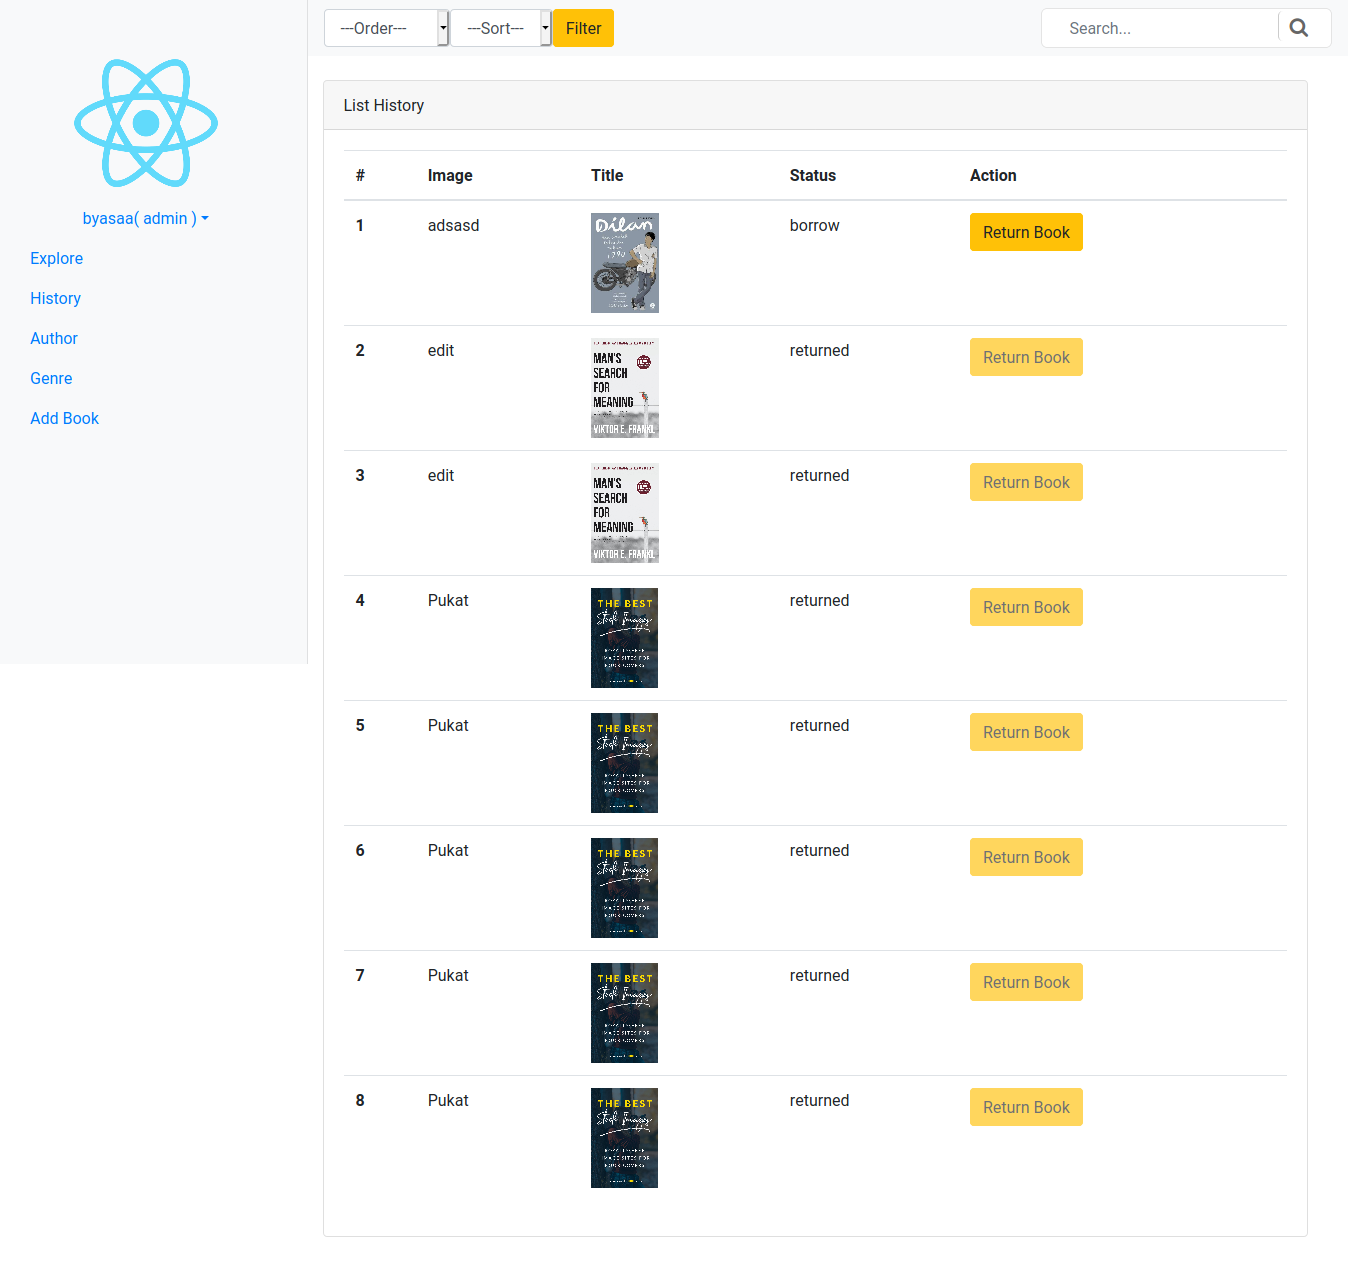 ---Order---
---Sort---
Filter
Search...
byasaa( admin )
Explore
History
Author
Genre
Add Book
List History
# Image Title Status Action
1 adsasd borrow Return Book
Dilan
1990
2 edit returned Return Book
MAN'S
SEARCH
FOR
MEANING
VIKTOR E. FRANKL
3 edit returned Return Book
MAN'S
SEARCH
FOR
MEANING
VIKTOR E. FRANKL
4 Pukat returned Return Book
THE BEST
Stock Images
5 Pukat returned Return Book
THE BEST
Stock Images
6 Pukat returned Return Book
THE BEST
Stock Images
7 Pukat returned Return Book
THE BEST
Stock Images
8 Pukat returned Return Book
THE BEST
Stock Images